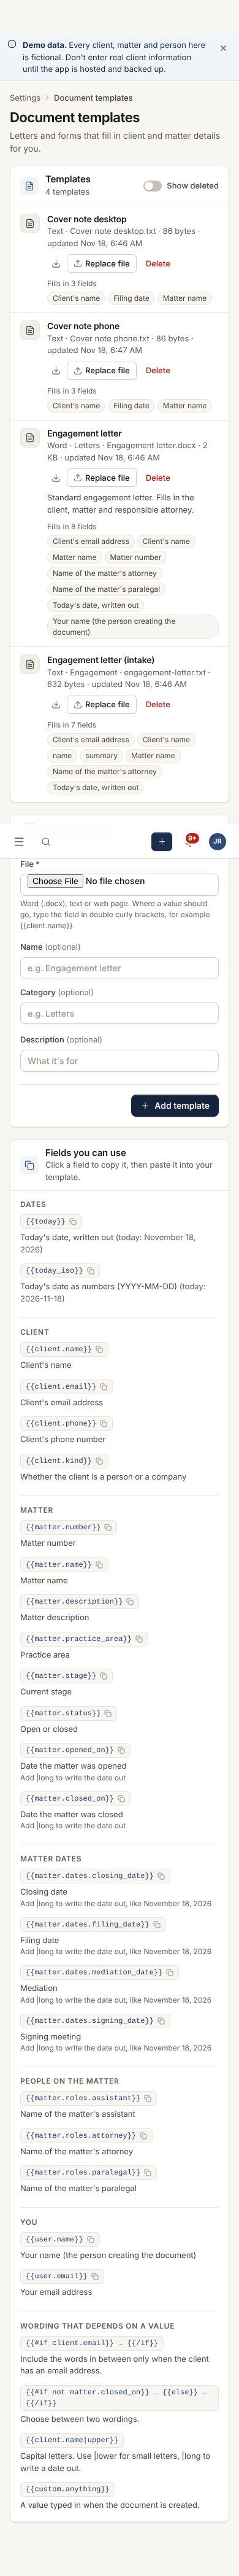 Demo data. Every client, matter and person here
is fictional. Don't enter real client information
until the app is hosted and backed up.
Settings > Document templates
Document templates
Letters and forms that fill in client and matter details
for you.
Templates
4 templates
Show deleted
Cover note desktop
Text · Cover note desktop.txt · 86 bytes ·
updated Nov 18, 6:46 AM
Replace file
Delete
Fills in 3 fields
Client's name
Filing date
Matter name
Cover note phone
Text · Cover note phone.txt · 86 bytes ·
updated Nov 18, 6:47 AM
Replace file
Delete
Fills in 3 fields
Client's name
Filing date
Matter name
Engagement letter
Word · Letters · Engagement letter.docx · 2
KB · updated Nov 18, 6:46 AM
Replace file
Delete
Standard engagement letter. Fills in the
client, matter and responsible attorney.
Fills in 8 fields
Client's email address
Client's name
Matter name
Matter number
Name of the matter's attorney
Name of the matter's paralegal
Today's date, written out
Your name (the person creating the
document)
Engagement letter (intake)
Text · Engagement · engagement-letter.txt ·
632 bytes · updated Nov 18, 6:46 AM
Replace file
Delete
Fills in 7 fields
Client's email address
Client's name
name
summary
Matter name
Name of the matter's attorney
Today's date, written out
9+
JR
File *
Choose File No file chosen
Word (.docx), text or web page. Where a value should
go, type the field in double curly brackets, for example
{{client.name}}.
Name (optional)
e.g. Engagement letter
Category (optional)
e.g. Letters
Description (optional)
What it's for
Add template
Fields you can use
Click a field to copy it, then paste it into your
template.
DATES
{{today}}
Today's date, written out (today: November 18,
2026)
{{today_iso}}
Today's date as numbers (YYYY-MM-DD) (today:
2026-11-18)
CLIENT
{{client.name}}
Client's name
{{client.email}}
Client's email address
{{client.phone}}
Client's phone number
{{client.kind}}
Whether the client is a person or a company
MATTER
{{matter.number}}
Matter number
{{matter.name}}
Matter name
{{matter.description}}
Matter description
{{matter.practice_area}}
Practice area
{{matter.stage}}
Current stage
{{matter.status}}
Open or closed
{{matter.opened_on}}
Date the matter was opened
Add |long to write the date out
{{matter.closed_on}}
Date the matter was closed
Add |long to write the date out
MATTER DATES
{{matter.dates.closing_date}}
Closing date
Add |long to write the date out, like November 18, 2026
{{matter.dates.filing_date}}
Filing date
Add |long to write the date out, like November 18, 2026
{{matter.dates.mediation_date}}
Mediation
Add |long to write the date out, like November 18, 2026
{{matter.dates.signing_date}}
Signing meeting
Add |long to write the date out, like November 18, 2026
PEOPLE ON THE MATTER
{{matter.roles.assistant}}
Name of the matter's assistant
{{matter.roles.attorney}}
Name of the matter's attorney
{{matter.roles.paralegal}}
Name of the matter's paralegal
YOU
{{user.name}}
Your name (the person creating the document)
{{user.email}}
Your email address
WORDING THAT DEPENDS ON A VALUE
{{#if client.email}} … {{/if}}
Include the words in between only when the client
has an email address.
{{#if not matter.closed_on}} … {{else}} …
{{/if}}
Choose between two wordings.
{{client.name|upper}}
Capital letters. Use |lower for small letters, |long to
write a date out.
{{custom.anything}}
A value typed in when the document is created.